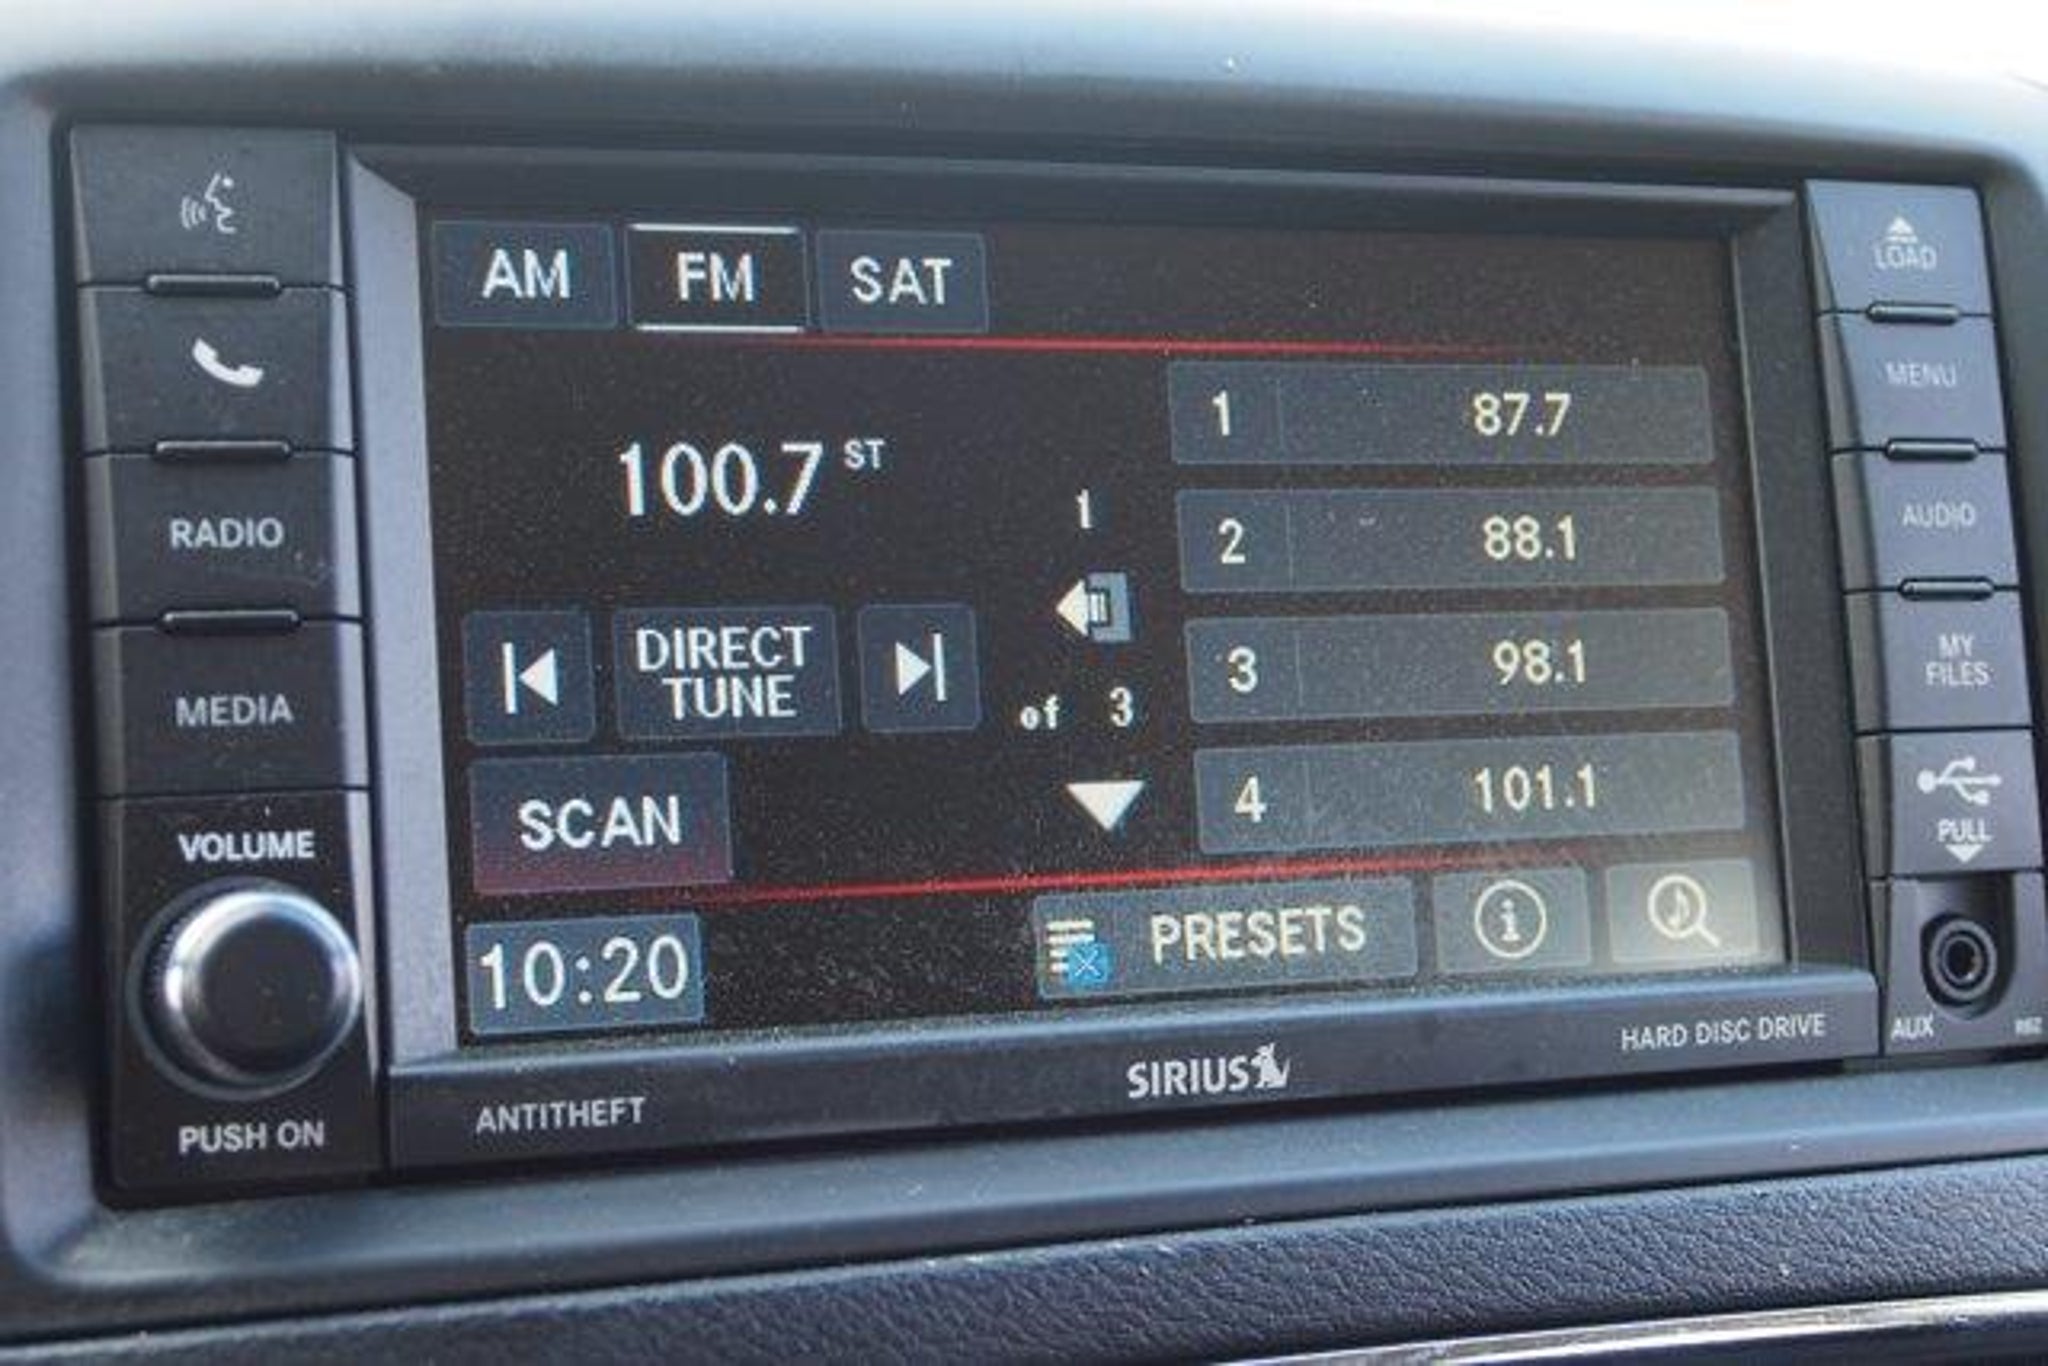 AM FM SAT
100.7 ST
DIRECT
TUNE
SCAN
10:20
1
of 3
1 87.7
2 88.1
3 98.1
4 101.1
PRESETS
i
RADIO
MEDIA
VOLUME
PUSH ON
LOAD
MENU
AUDIO
MY
FILES
PULL
AUX
ANTITHEFT
SIRIUS
HARD DISC DRIVE